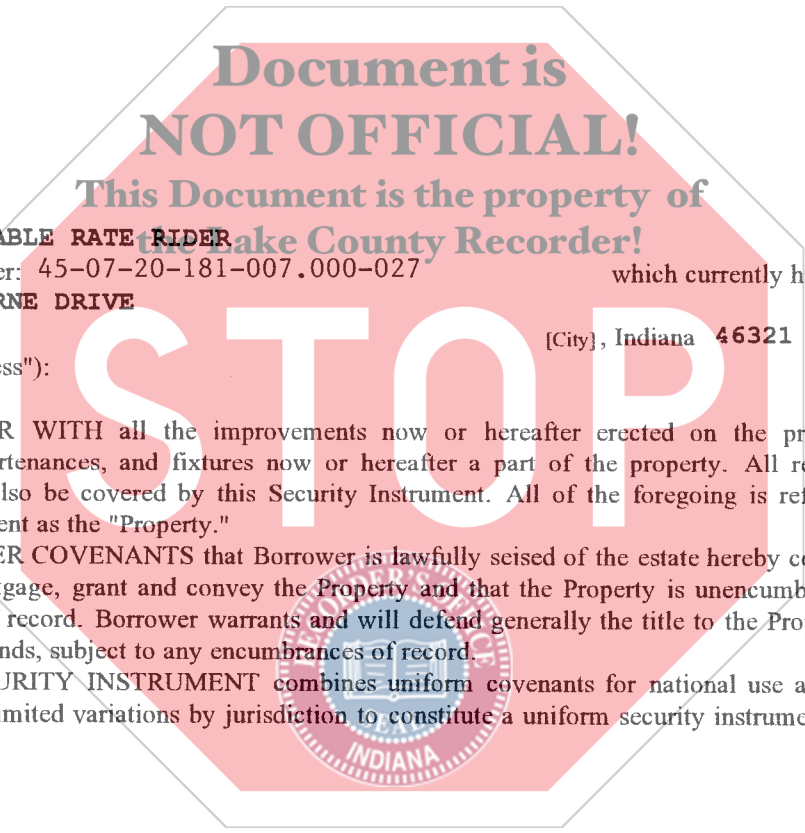 Document is
NOT OFFICIAL!
This Document is the property of
the Lake County Recorder!
ABLE RATE RIDER
er: 45-07-20-181-007.000-027 which currently h
RNE DRIVE
[City], Indiana 46321
ss"):
STOP
R WITH all the improvements now or hereafter erected on the pr
rtenances, and fixtures now or hereafter a part of the property. All re
lso be covered by this Security Instrument. All of the foregoing is ref
ent as the "Property."
ER COVENANTS that Borrower is lawfully seised of the estate hereby co
gage, grant and convey the Property and that the Property is unencumb
record. Borrower warrants and will defend generally the title to the Pro
nds, subject to any encumbrances of record.
URITY INSTRUMENT combines uniform covenants for national use a
imited variations by jurisdiction to constitute a uniform security instrume
RECORDER'S OFFICE
SEAL
INDIANA